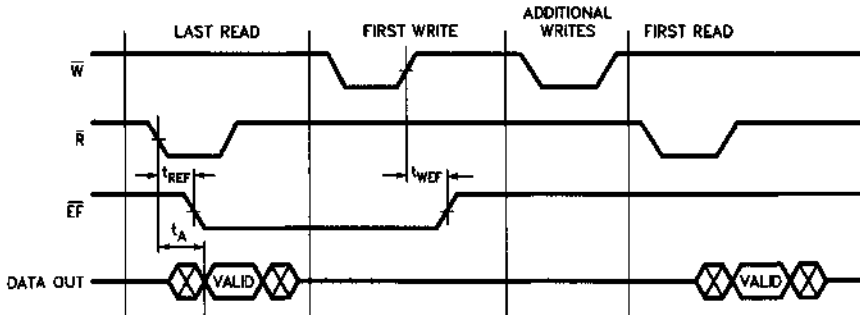 LAST READ FIRST WRITE ADDITIONAL WRITES FIRST READ
W
R
tREF tWEF
EF
tA
DATA OUT VALID VALID